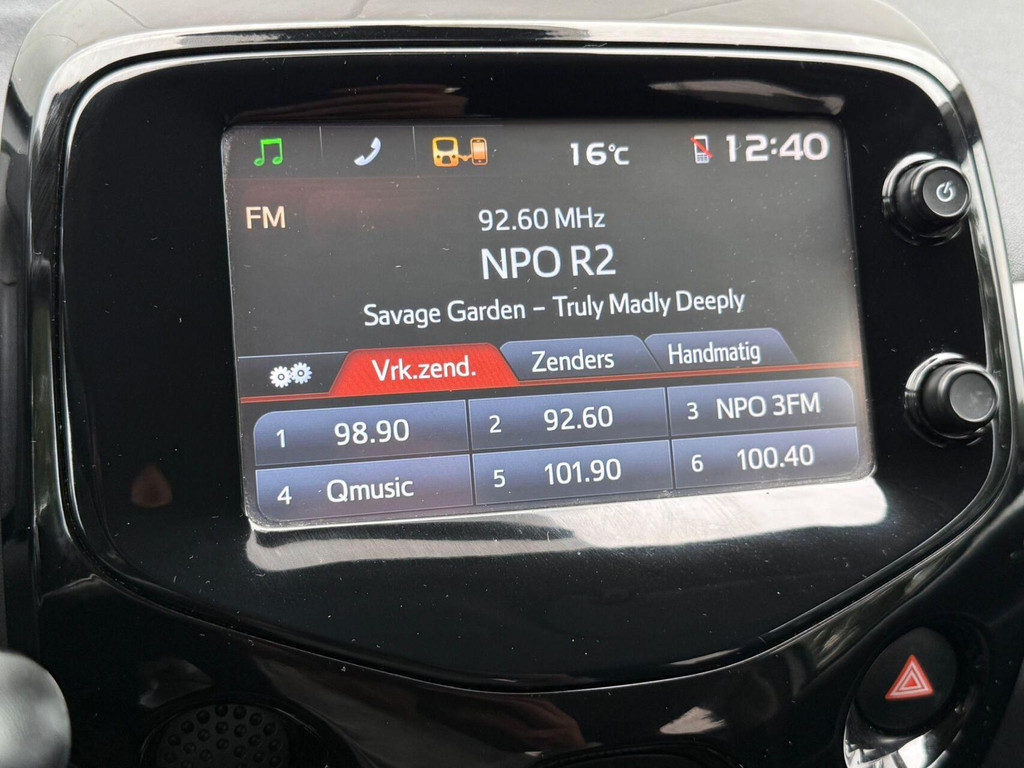 16°C 12:40
FM
92.60 MHz
NPO R2
Savage Garden – Truly Madly Deeply
Vrk.zend. Zenders Handmatig
1 98.90 2 92.60 3 NPO 3FM
4 Qmusic 5 101.90 6 100.40